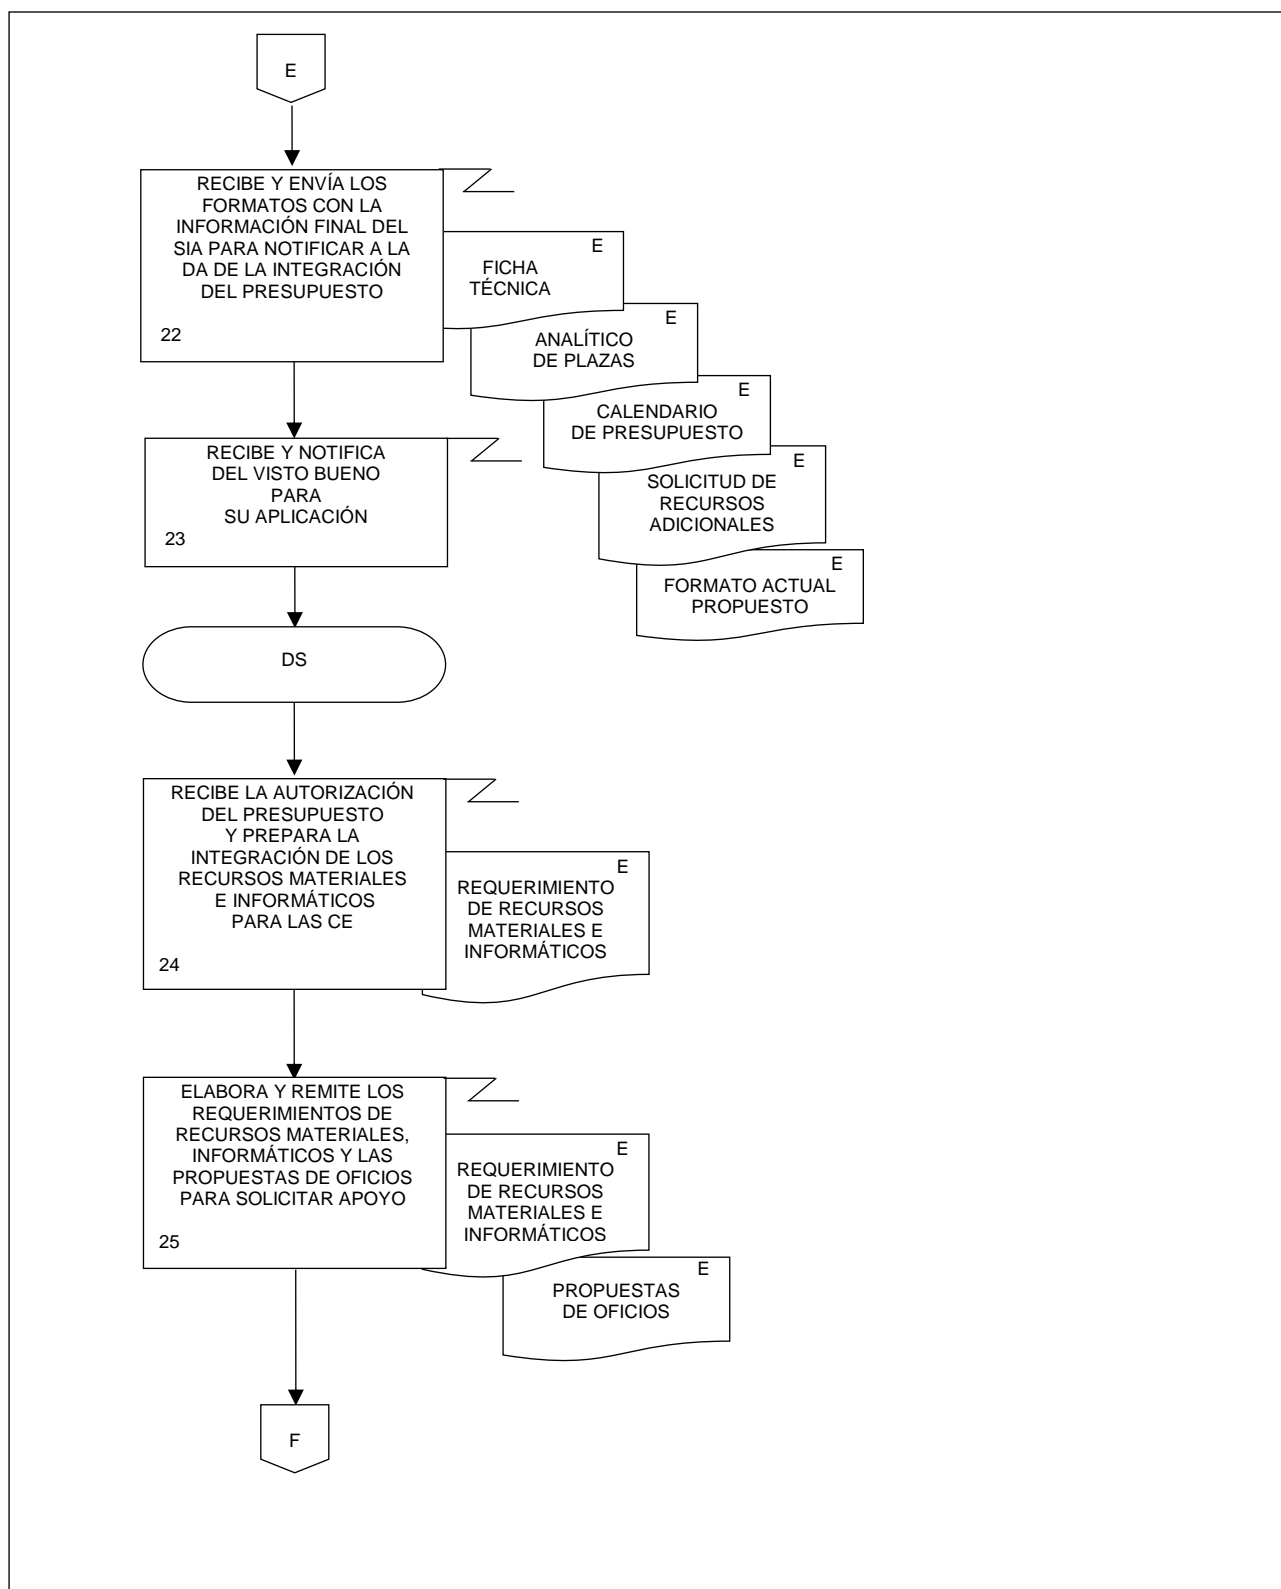 E
RECIBE Y ENVÍA LOS
FORMATOS CON LA
INFORMACIÓN FINAL DEL
SIA PARA NOTIFICAR A LA
DA DE LA INTEGRACIÓN
DEL PRESUPUESTO
22
E
FICHA
TÉCNICA
E
ANALÍTICO
DE PLAZAS
E
CALENDARIO
DE PRESUPUESTO
E
SOLICITUD DE
RECURSOS
ADICIONALES
E
FORMATO ACTUAL
PROPUESTO
RECIBE Y NOTIFICA
DEL VISTO BUENO
PARA
SU APLICACIÓN
23
DS
RECIBE LA AUTORIZACIÓN
DEL PRESUPUESTO
Y PREPARA LA
INTEGRACIÓN DE LOS
RECURSOS MATERIALES
E INFORMÁTICOS
PARA LAS CE
24
E
REQUERIMIENTO
DE RECURSOS
MATERIALES E
INFORMÁTICOS
ELABORA Y REMITE LOS
REQUERIMIENTOS DE
RECURSOS MATERIALES,
INFORMÁTICOS Y LAS
PROPUESTAS DE OFICIOS
PARA SOLICITAR APOYO
25
E
REQUERIMIENTO
DE RECURSOS
MATERIALES E
INFORMÁTICOS
E
PROPUESTAS
DE OFICIOS
F